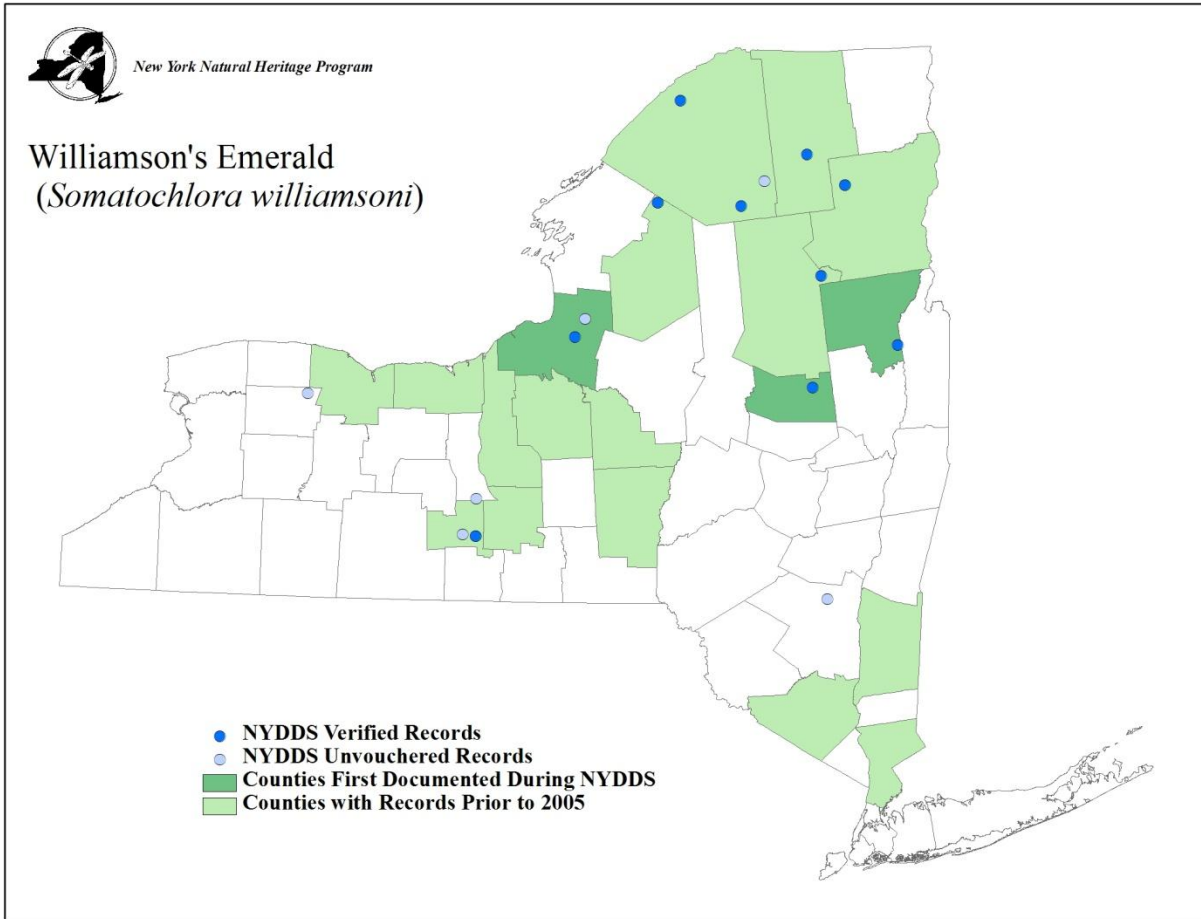 New York Natural Heritage Program
Williamson's Emerald
(Somatochlora williamsoni)
NYDDS Verified Records
NYDDS Unvouchered Records
Counties First Documented During NYDDS
Counties with Records Prior to 2005